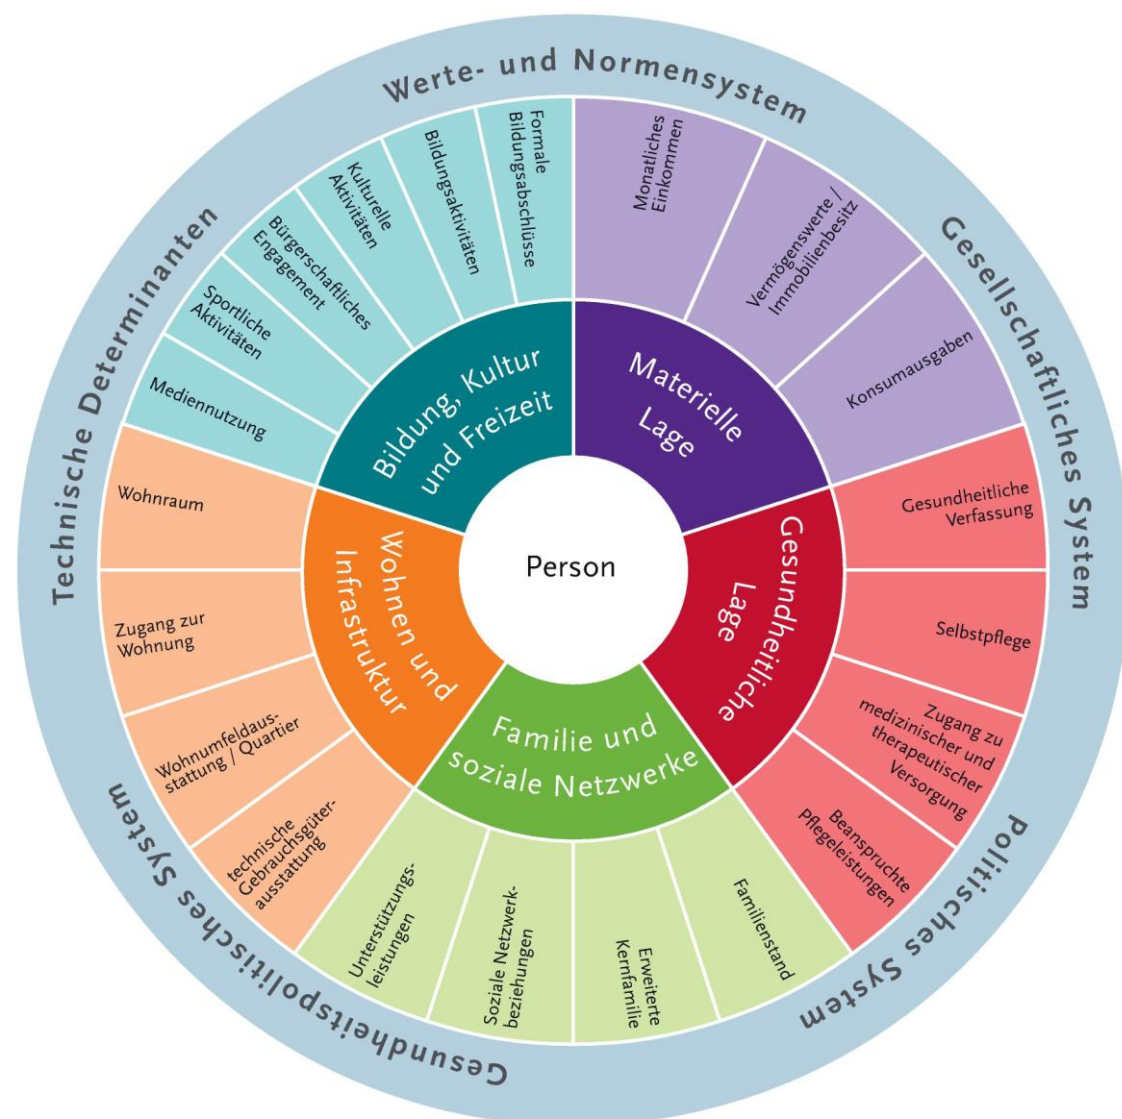 Werte- und Normensystem
Gesellschaftliches System
Politisches System
Gesundheitspolitisches System
Technische Determinanten
Monatliches
Einkommen
Vermögenswerte /
Immobilienbesitz
Konsumausgaben
Gesundheitliche
Verfassung
Selbstpflege
Zugang zu
medizinischer und
therapeutischer
Versorgung
Beanspruchte
Pflegeleistungen
Familienstand
Erweiterte
Kernfamilie
Soziale Netzwerk-
beziehungen
Unterstützungs-
leistungen
technische
Gebrauchsgüter-
ausstattung
Wohnumfeldaus-
stattung / Quartier
Zugang zur
Wohnung
Wohnraum
Mediennutzung
Sportliche
Aktivitäten
Bürgerschaftliches
Engagement
Kulturelle
Aktivitäten
Bildungsaktivitäten
Formale
Bildungsabschlüsse
Materielle
Lage
Gesundheitliche
Lage
Familie und
soziale Netzwerke
Wohnen und
Infrastruktur
Bildung, Kultur
und Freizeit
Person